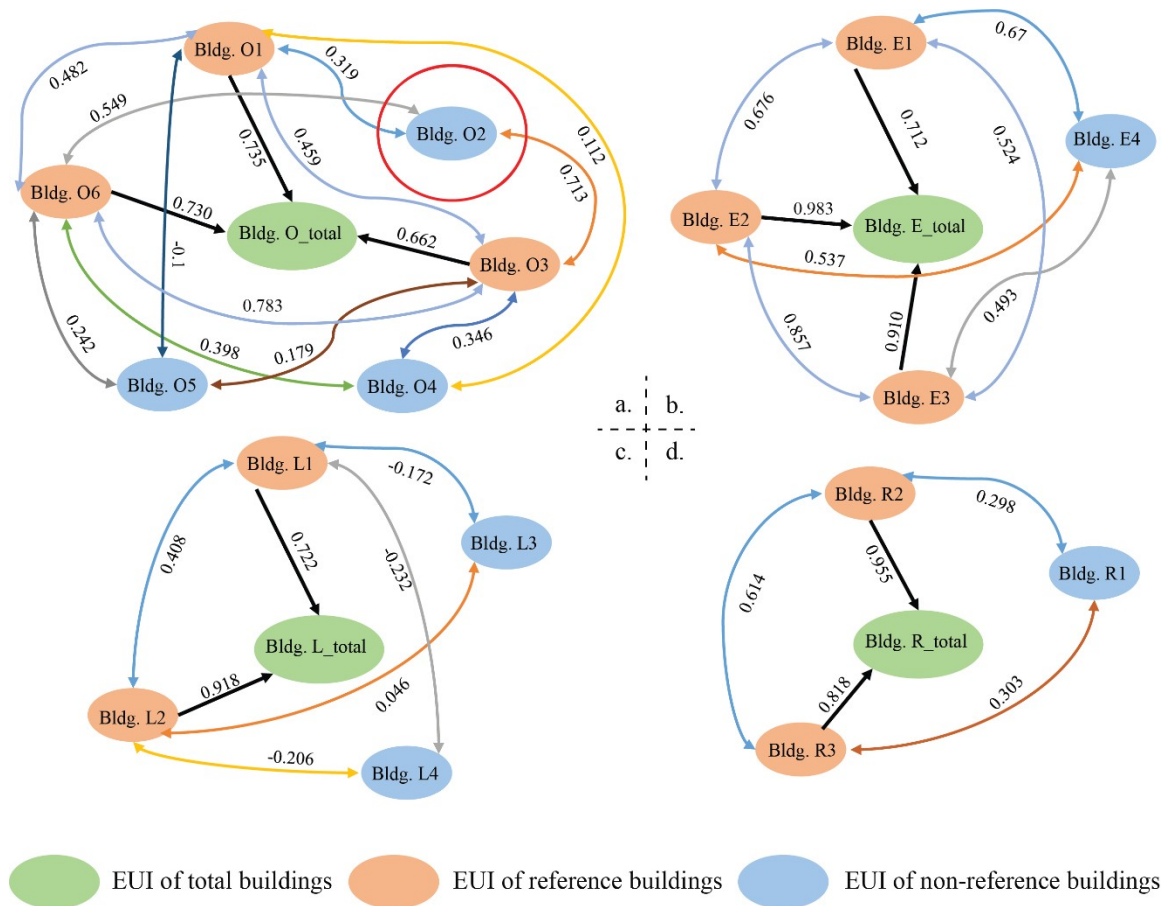 Bldg. O1
0.482
0.319
0.549
Bldg. O2
0.735
0.459
0.112
0.713
Bldg. O6
0.730
Bldg. O_total
0.662
Bldg. O3
-0.1
0.783
0.242
0.398
0.179
0.346
Bldg. O5
Bldg. O4
Bldg. E1
0.67
0.676
0.712
0.524
Bldg. E4
Bldg. E2
0.983
Bldg. E_total
0.537
0.857
0.910
0.493
Bldg. E3
a.
b.
c.
d.
Bldg. L1
-0.172
0.408
0.722
-0.232
Bldg. L3
Bldg. L_total
0.918
Bldg. L2
0.046
-0.206
Bldg. L4
Bldg. R2
0.298
0.614
0.955
Bldg. R1
Bldg. R_total
0.818
0.303
Bldg. R3
EUI of total buildings
EUI of reference buildings
EUI of non-reference buildings